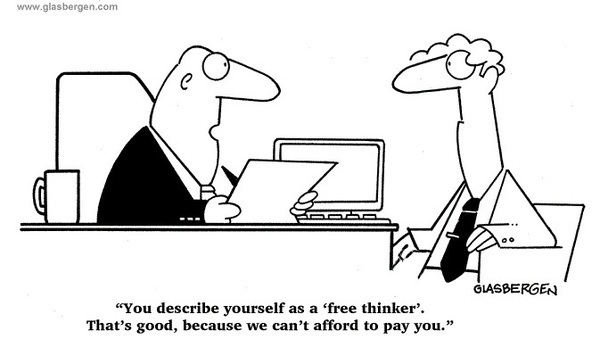 www.glasbergen.com
GLASBERGEN
“You describe yourself as a ‘free thinker’.
That’s good, because we can’t afford to pay you.”